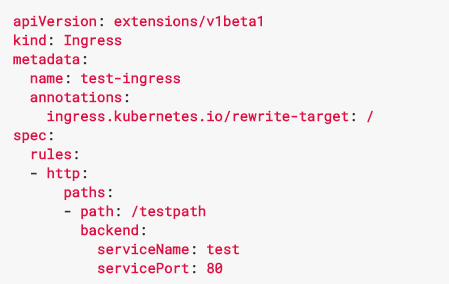 apiVersion: extensions/v1beta1
kind: Ingress
metadata:
  name: test-ingress
  annotations:
    ingress.kubernetes.io/rewrite-target: /
spec:
  rules:
  - http:
      paths:
      - path: /testpath
        backend:
          serviceName: test
          servicePort: 80